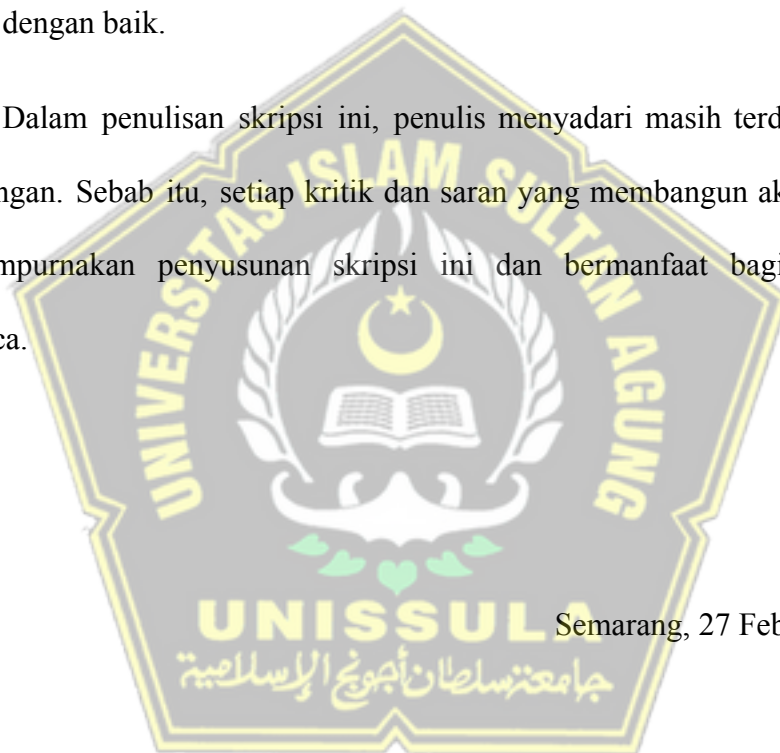 dengan baik.
Dalam penulisan skripsi ini, penulis menyadari masih terd
ngan. Sebab itu, setiap kritik dan saran yang membangun ak
mpurnakan penyusunan skripsi ini dan bermanfaat bagi
ca.
UNIVERSITAS ISLAM SULTAN AGUNG
UNISSULA
Semarang, 27 Feb
جامعترسلطان أجونج الإسلامية